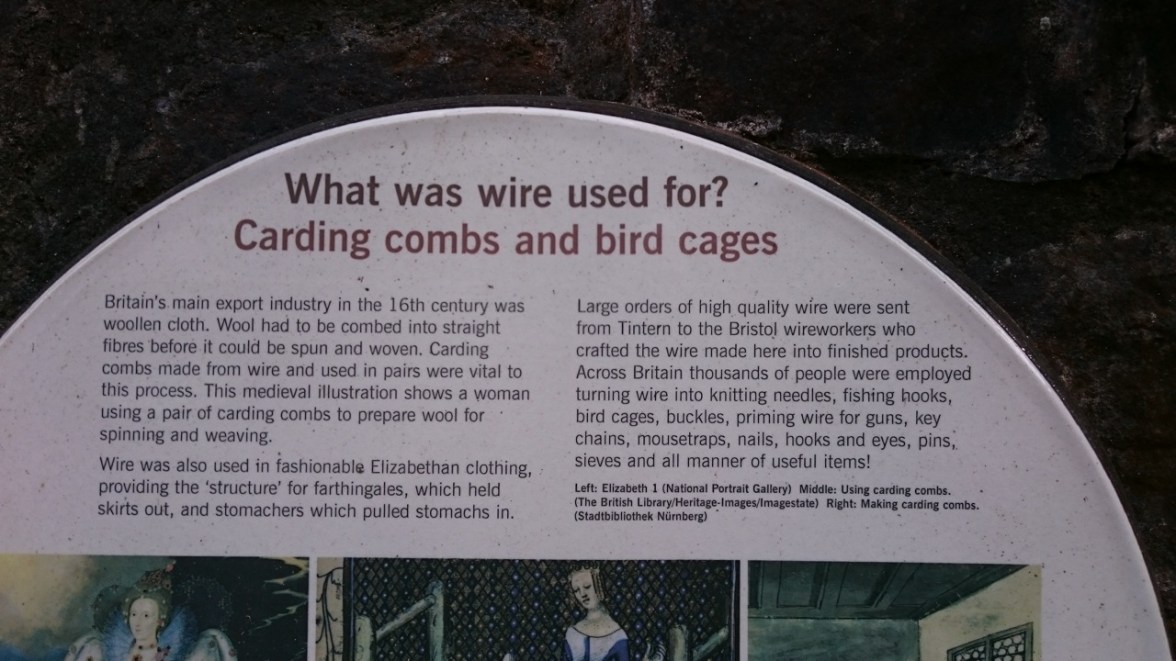 What was wire used for?
Carding combs and bird cages
Britain's main export industry in the 16th century was
woollen cloth. Wool had to be combed into straight
fibres before it could be spun and woven. Carding
combs made from wire and used in pairs were vital to
this process. This medieval illustration shows a woman
using a pair of carding combs to prepare wool for
spinning and weaving.
Wire was also used in fashionable Elizabethan clothing,
providing the 'structure' for farthingales, which held
skirts out, and stomachers which pulled stomachs in.
Large orders of high quality wire were sent
from Tintern to the Bristol wireworkers who
crafted the wire made here into finished products.
Across Britain thousands of people were employed
turning wire into knitting needles, fishing hooks,
bird cages, buckles, priming wire for guns, key
chains, mousetraps, nails, hooks and eyes, pins,
sieves and all manner of useful items!
Left: Elizabeth 1 (National Portrait Gallery) Middle: Using carding combs.
(The British Library/Heritage-Images/Imagestate) Right: Making carding combs.
(Stadtbibliothek Nürnberg)